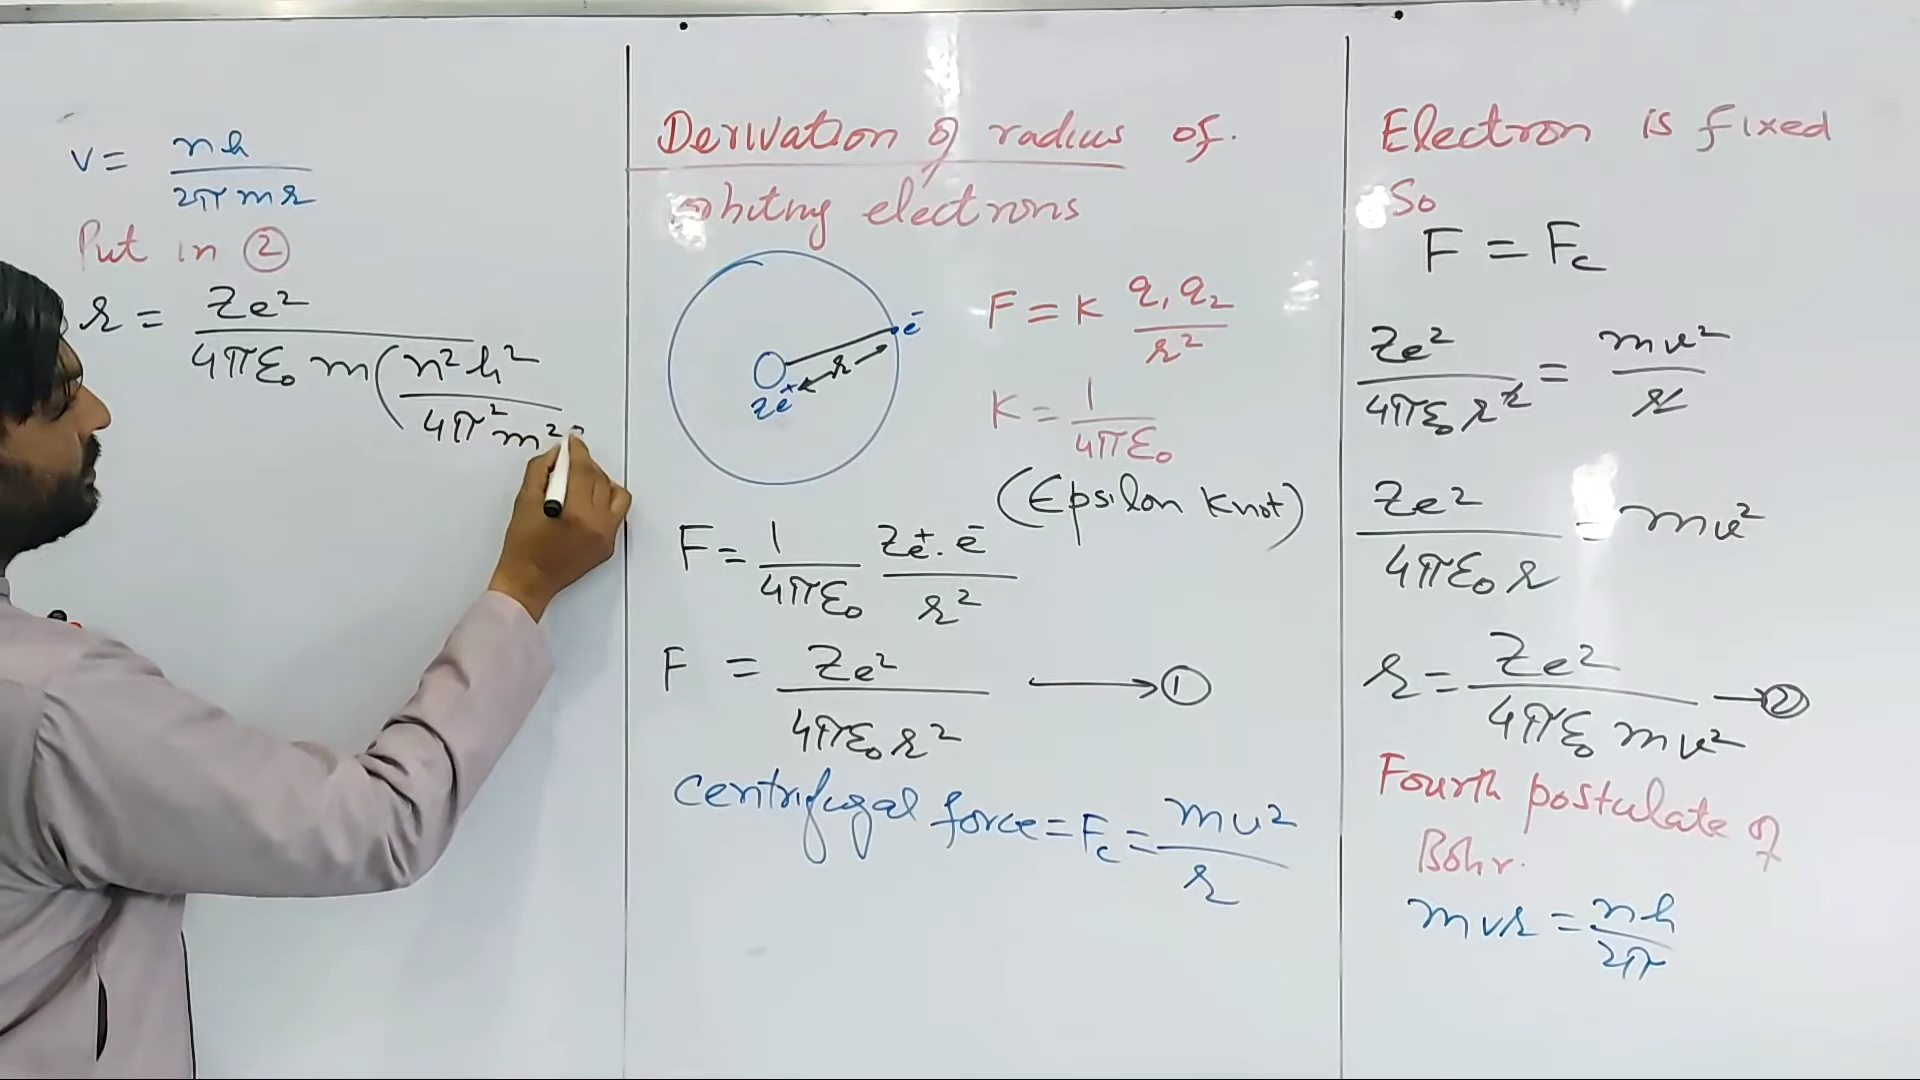 v = nh / 2πmr
Put in ②
r = Ze² / 4πε₀ m (n²h² / 4π²m²
Derivation of radius of
orbiting electrons
e⁻
r
Ze⁺
F = K q₁q₂ / r²
K = 1 / 4πε₀
(Epsilon Knot)
F = 1 / 4πε₀ Ze⁺.e⁻ / r²
F = Ze² / 4πε₀r² → ①
Centrifugal force = Fc = mv² / r
Electron is fixed
So
F = Fc
Ze² / 4πε₀r² = mv² / r
Ze² / 4πε₀r = mv²
r = Ze² / 4πε₀mv² → ②
Fourth postulate of
Bohr.
mvr = nh / 2π